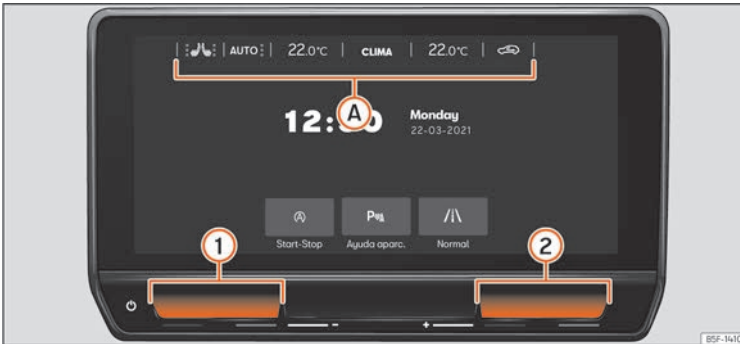 AUTO 22.0°C CLIMA 22.0°C
A
12:30 Monday
22-03-2021
Start-Stop Ayuda aparc. Normal
1 2
- +
B5F-1410